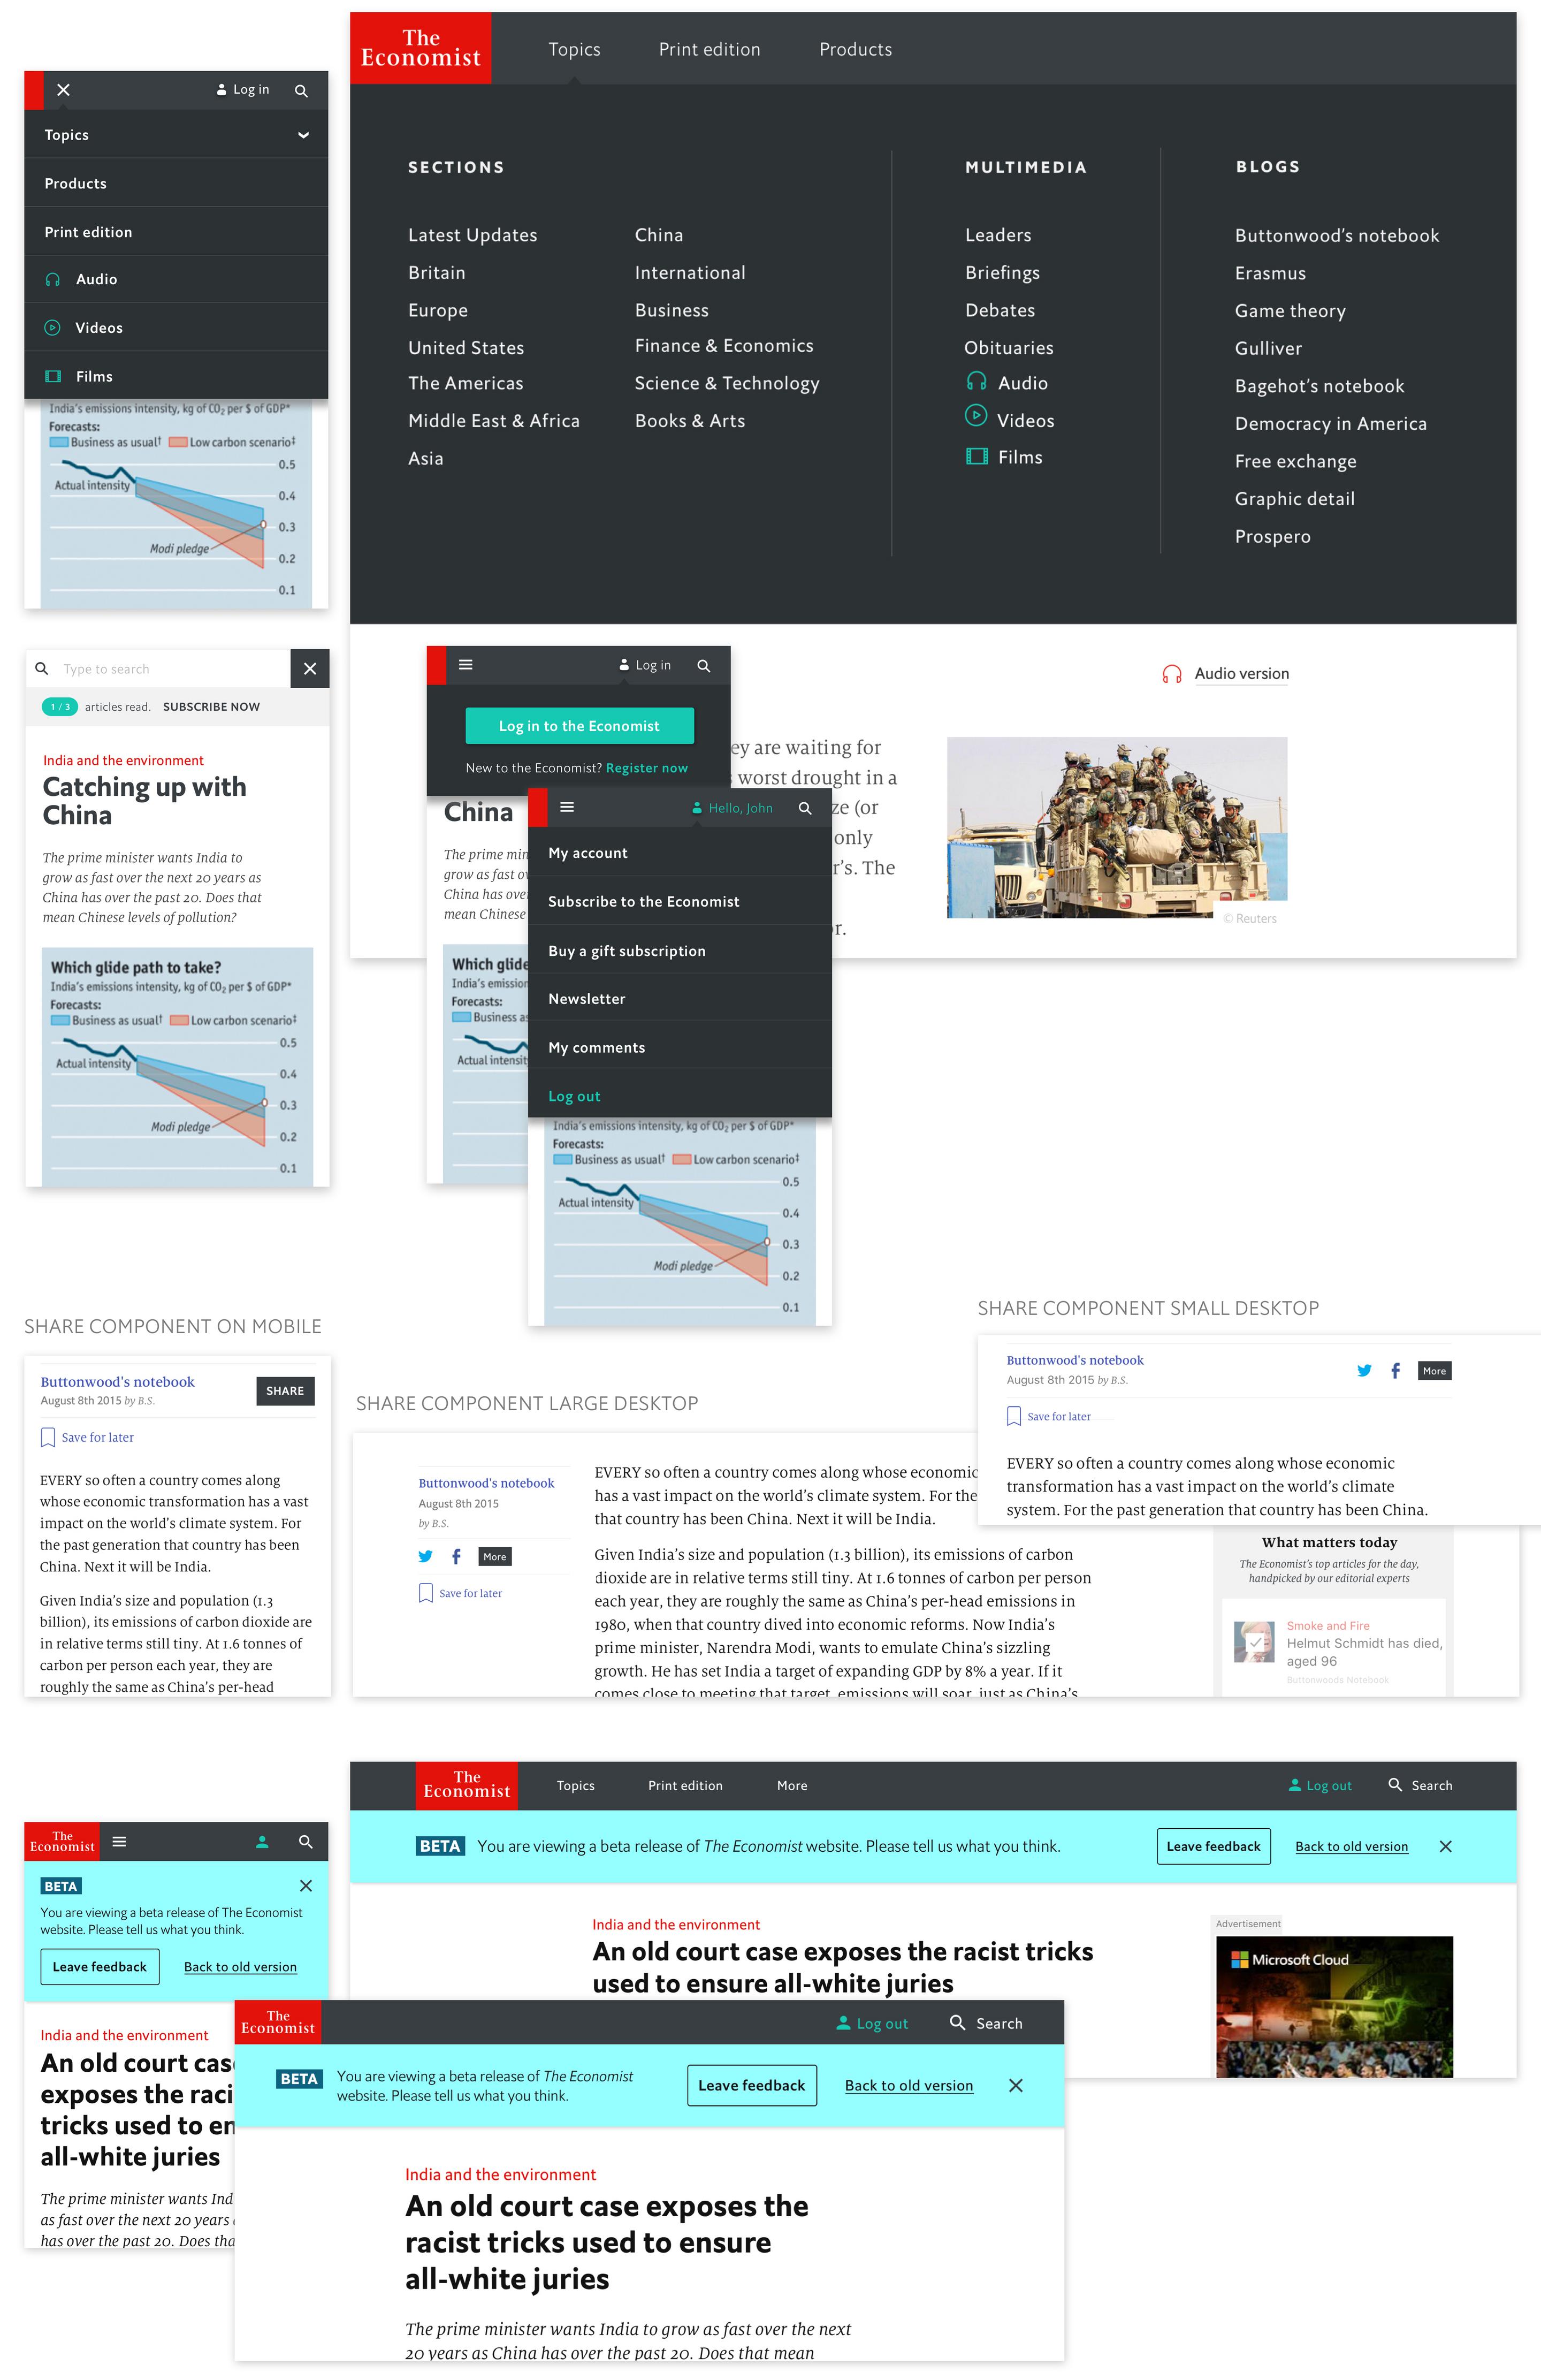 The
Economist
Topics
Print edition
Products
SECTIONS
Latest Updates
Britain
Europe
United States
The Americas
Middle East & Africa
Asia
China
International
Business
Finance & Economics
Science & Technology
Books & Arts
MULTIMEDIA
Leaders
Briefings
Debates
Obituaries
Audio
Videos
Films
BLOGS
Buttonwood's notebook
Erasmus
Game theory
Gulliver
Bagehot's notebook
Democracy in America
Free exchange
Graphic detail
Prospero
Log in
Topics
Products
Print edition
Audio
Videos
Films
India's emissions intensity, kg of CO₂ per $ of GDP*
Forecasts:
Business as usual† Low carbon scenario‡
0.5
Actual intensity
0.4
0.3
Modi pledge
0.2
0.1
Audio version
ey are waiting for
s worst drought in a
ze (or
only
r's. The
or.
© Reuters
Type to search
1 / 3 articles read. SUBSCRIBE NOW
India and the environment
Catching up with
China
The prime minister wants India to
grow as fast over the next 20 years as
China has over the past 20. Does that
mean Chinese levels of pollution?
Which glide path to take?
India's emissions intensity, kg of CO₂ per $ of GDP*
Forecasts:
Business as usual† Low carbon scenario‡
0.5
Actual intensity
0.4
0.3
Modi pledge
0.2
0.1
Log in
Log in to the Economist
New to the Economist? Register now
China
The prime min
grow as fast ov
China has over
mean Chinese
Which glide
India's emission
Forecasts:
Business as
Actual intensit
Hello, John
My account
Subscribe to the Economist
Buy a gift subscription
Newsletter
My comments
Log out
India's emissions intensity, kg of CO₂ per $ of GDP*
Forecasts:
Business as usual† Low carbon scenario‡
0.5
Actual intensity
0.4
0.3
Modi pledge
0.2
0.1
SHARE COMPONENT ON MOBILE
Buttonwood's notebook
August 8th 2015 by B.S.
SHARE
Save for later
EVERY so often a country comes along
whose economic transformation has a vast
impact on the world's climate system. For
the past generation that country has been
China. Next it will be India.
Given India's size and population (1.3
billion), its emissions of carbon dioxide are
in relative terms still tiny. At 1.6 tonnes of
carbon per person each year, they are
roughly the same as China's per-head
SHARE COMPONENT LARGE DESKTOP
Buttonwood's notebook
August 8th 2015
by B.S.
More
Save for later
EVERY so often a country comes along whose economic
has a vast impact on the world's climate system. For the
that country has been China. Next it will be India.
Given India's size and population (1.3 billion), its emissions of carbon
dioxide are in relative terms still tiny. At 1.6 tonnes of carbon per person
each year, they are roughly the same as China's per-head emissions in
1980, when that country dived into economic reforms. Now India's
prime minister, Narendra Modi, wants to emulate China's sizzling
growth. He has set India a target of expanding GDP by 8% a year. If it
comes close to meeting that target, emissions will soar, just as China's
SHARE COMPONENT SMALL DESKTOP
Buttonwood's notebook
August 8th 2015 by B.S.
More
Save for later
EVERY so often a country comes along whose economic
transformation has a vast impact on the world's climate
system. For the past generation that country has been China.
What matters today
The Economist's top articles for the day,
handpicked by our editorial experts
Smoke and Fire
Helmut Schmidt has died,
aged 96
Buttonwoods Notebook
The
Economist
Topics
Print edition
More
Log out
Search
BETA You are viewing a beta release of The Economist website. Please tell us what you think.
Leave feedback
Back to old version
India and the environment
An old court case exposes the racist tricks
used to ensure all-white juries
Advertisement
Microsoft Cloud
The
Economist
BETA
You are viewing a beta release of The Economist
website. Please tell us what you think.
Leave feedback
Back to old version
India and the environment
An old court cas
exposes the raci
tricks used to en
all-white juries
The prime minister wants Ind
as fast over the next 20 years
has over the past 20. Does tha
The
Economist
Log out
Search
BETA
You are viewing a beta release of The Economist
website. Please tell us what you think.
Leave feedback
Back to old version
India and the environment
An old court case exposes the
racist tricks used to ensure
all-white juries
The prime minister wants India to grow as fast over the next
20 years as China has over the past 20. Does that mean